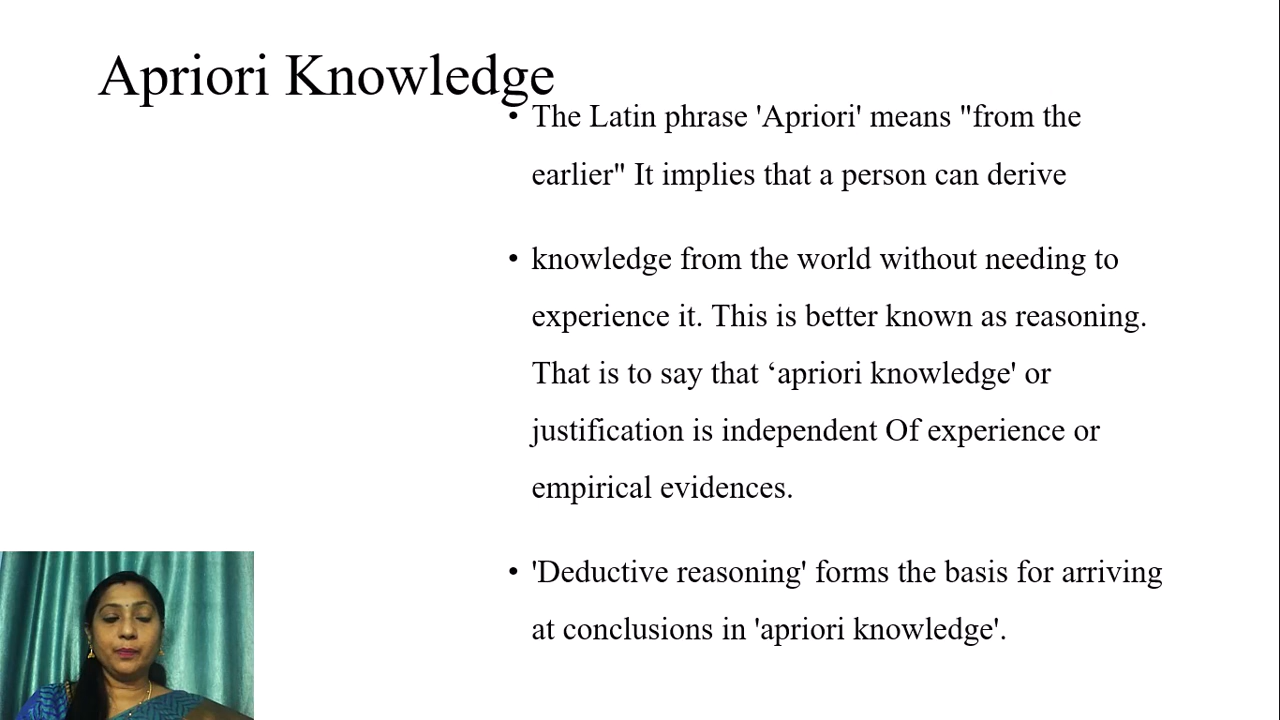 Apriori Knowledge
• The Latin phrase 'Apriori' means "from the
earlier" It implies that a person can derive
• knowledge from the world without needing to
experience it. This is better known as reasoning.
That is to say that ‘apriori knowledge' or
justification is independent Of experience or
empirical evidences.
• 'Deductive reasoning' forms the basis for arriving
at conclusions in 'apriori knowledge'.